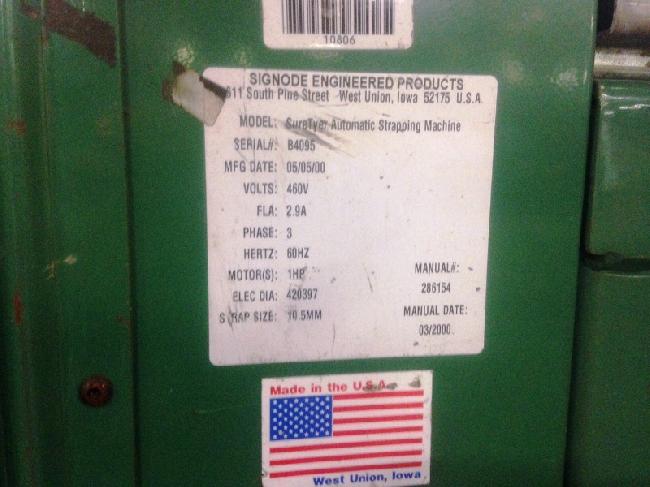 10806
SIGNODE ENGINEERED PRODUCTS
611 South Pine Street West Union, Iowa 52175 U.S.A.
MODEL: SureTyer Automatic Strapping Machine
SERIAL#: B4095
MFG DATE: 05/05/00
VOLTS: 460V
FLA: 2.9A
PHASE: 3
HERTZ: 60HZ
MOTOR(S): 1HP
ELEC DIA: 420397
STRAP SIZE: 10.5MM
MANUAL#:
286154
MANUAL DATE:
03/2000
Made in the U.S.A.
West Union, Iowa